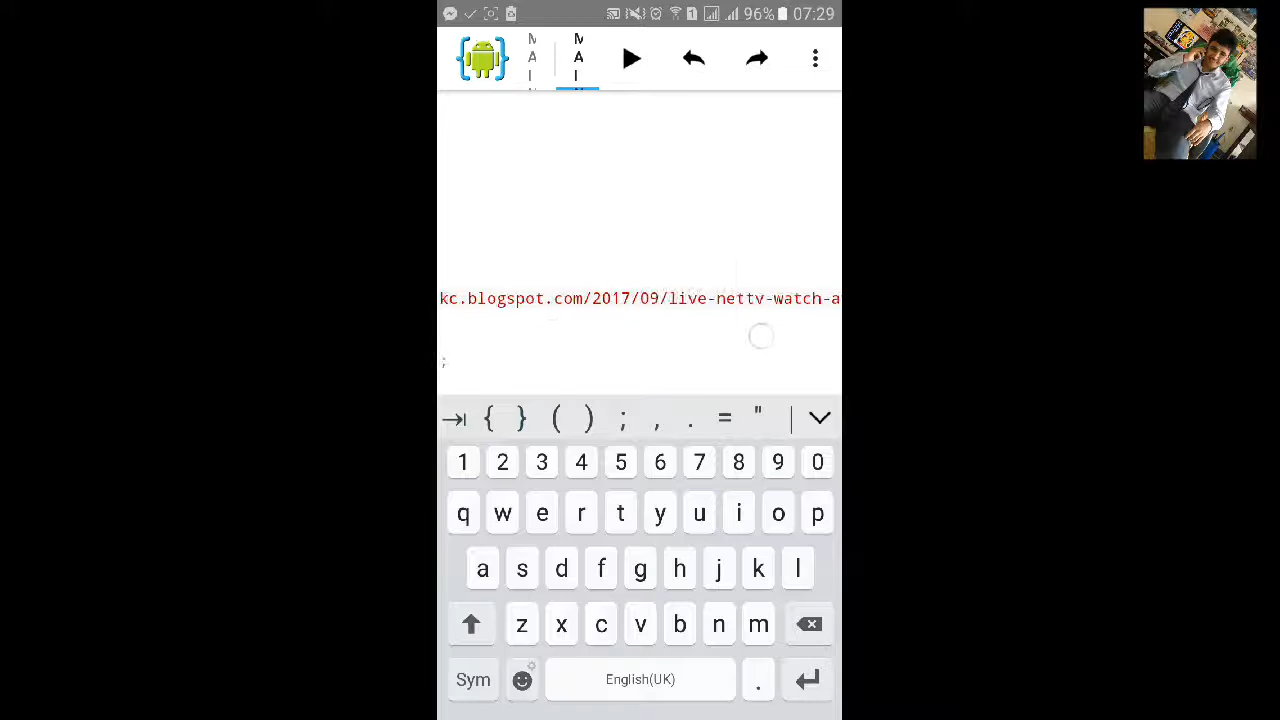 1 96% 07:29
M
A
I
N
M
A
I
N
kc.blogspot.com/2017/09/live-nettv-watch-a
;
{ } ( ) ; , . = "
1 2 3 4 5 6 7 8 9 0
q w e r t y u i o p
a s d f g h j k l
z x c v b n m
Sym English(UK) .